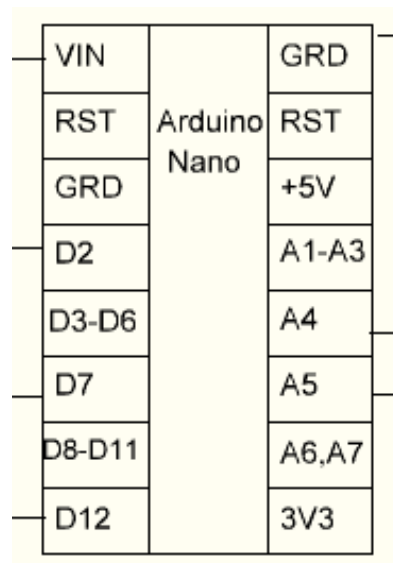 VIN
RST
GRD
D2
D3-D6
D7
D8-D11
D12
Arduino
Nano
GRD
RST
+5V
A1-A3
A4
A5
A6,A7
3V3